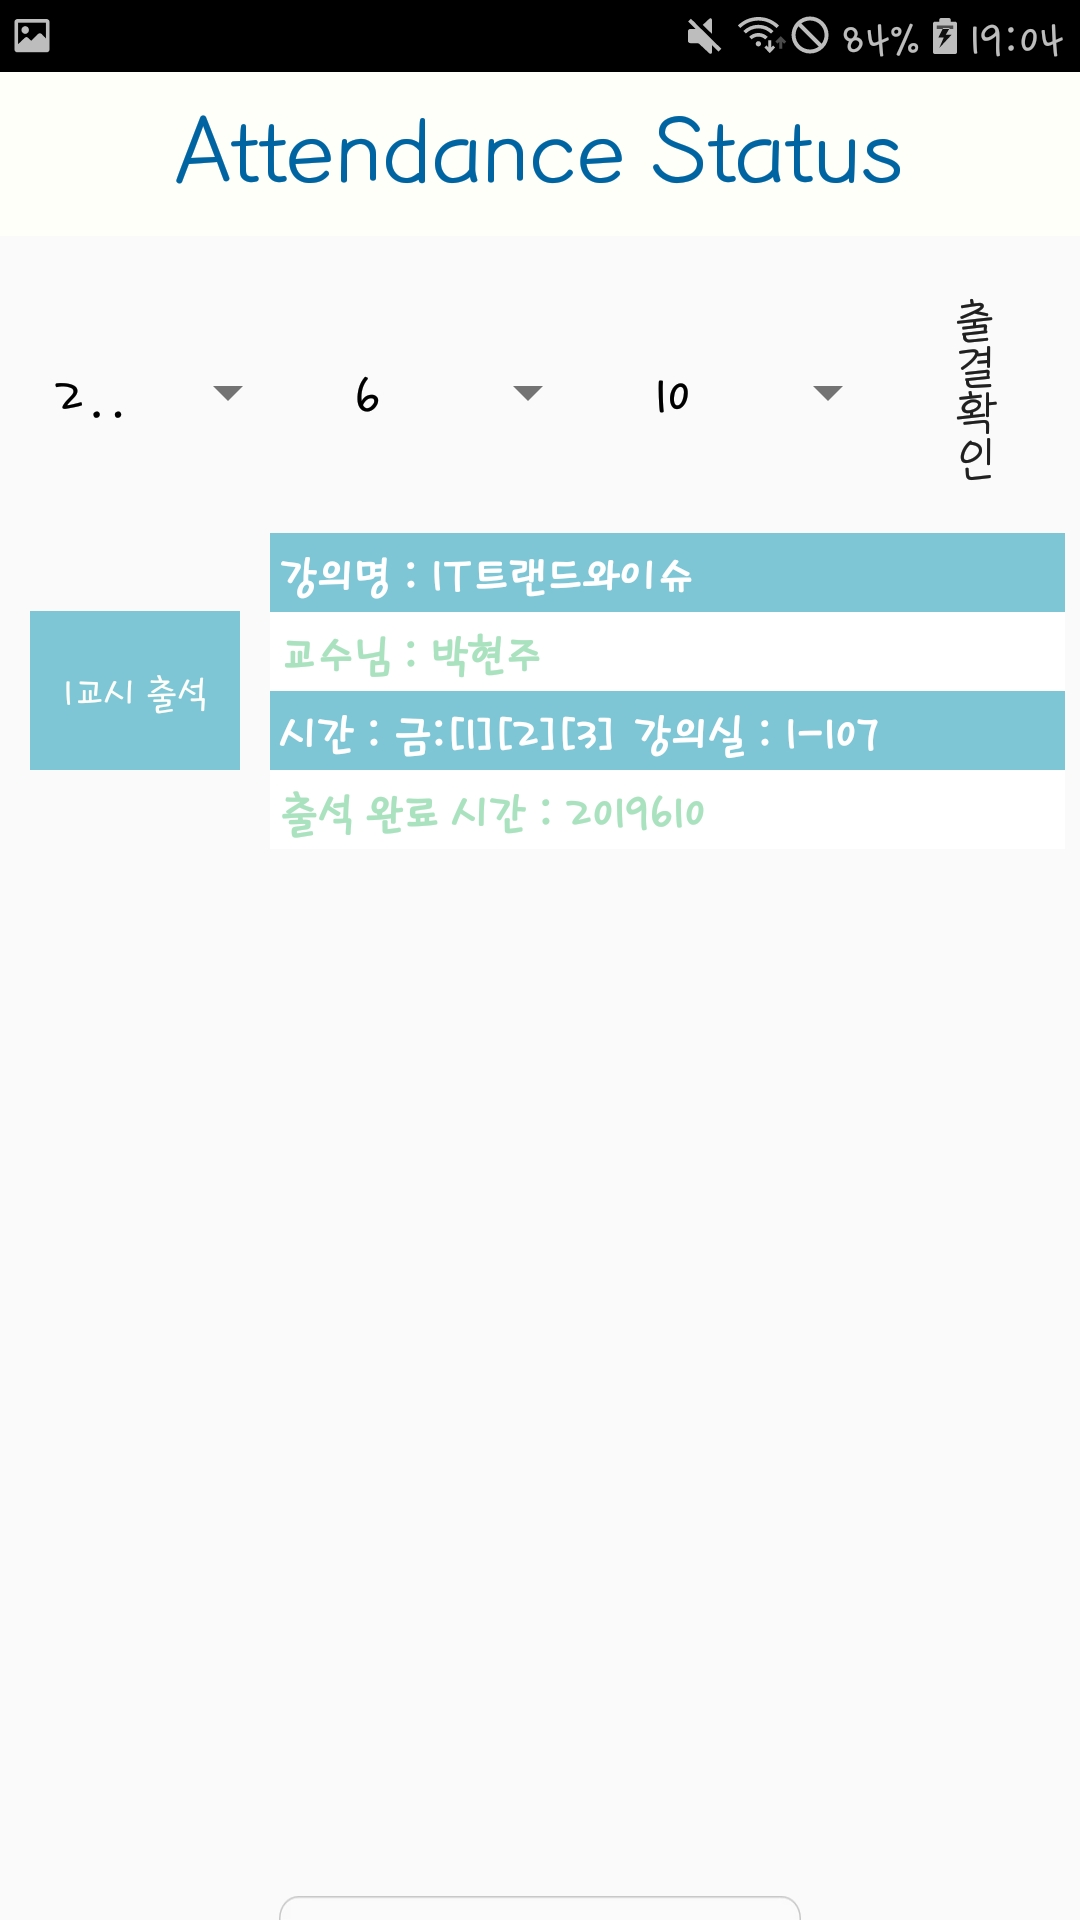 84% 19:04
Attendance Status
2.. 6 10 출결확인
강의명 : IT트랜드와이슈
교수님 : 박현주
1교시 출석
시간 : 금:[1][2][3] 강의실 : 1-107
출석 완료 시간 : 2019610